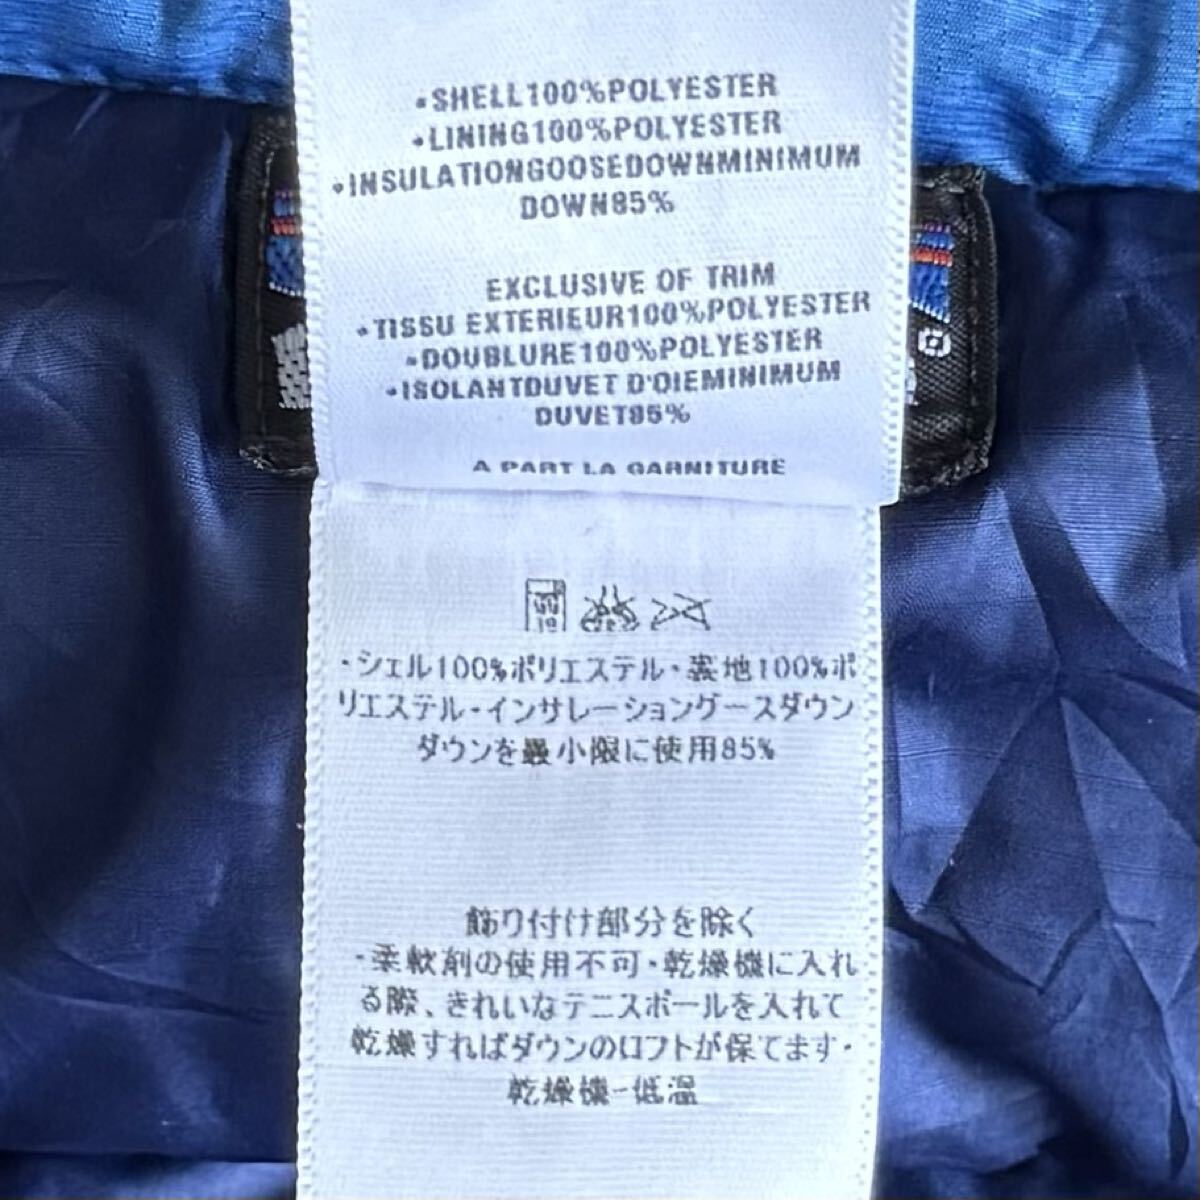 •SHELL100%POLYESTER
•LINING100%POLYESTER
•INSULATIONGOOSEDOWNMINIMUM
DOWN85%
EXCLUSIVE OF TRIM
•TISSU EXTERIEUR100%POLYESTER
•DOUBLURE100%POLYESTER
•ISOLANTDUVET D'OIEMINIMUM
DUVET85%
A PART LA GARNITURE
・シェル100%ポリエステル・裏地100%ポ
リエステル・インサレーショングースダウン
ダウンを最小限に使用85%
飾り付け部分を除く
・柔軟剤の使用不可・乾燥機に入れ
る際、きれいなテニスボールを入れて
乾燥すればダウンのロフトが保てます・
乾燥機-低温